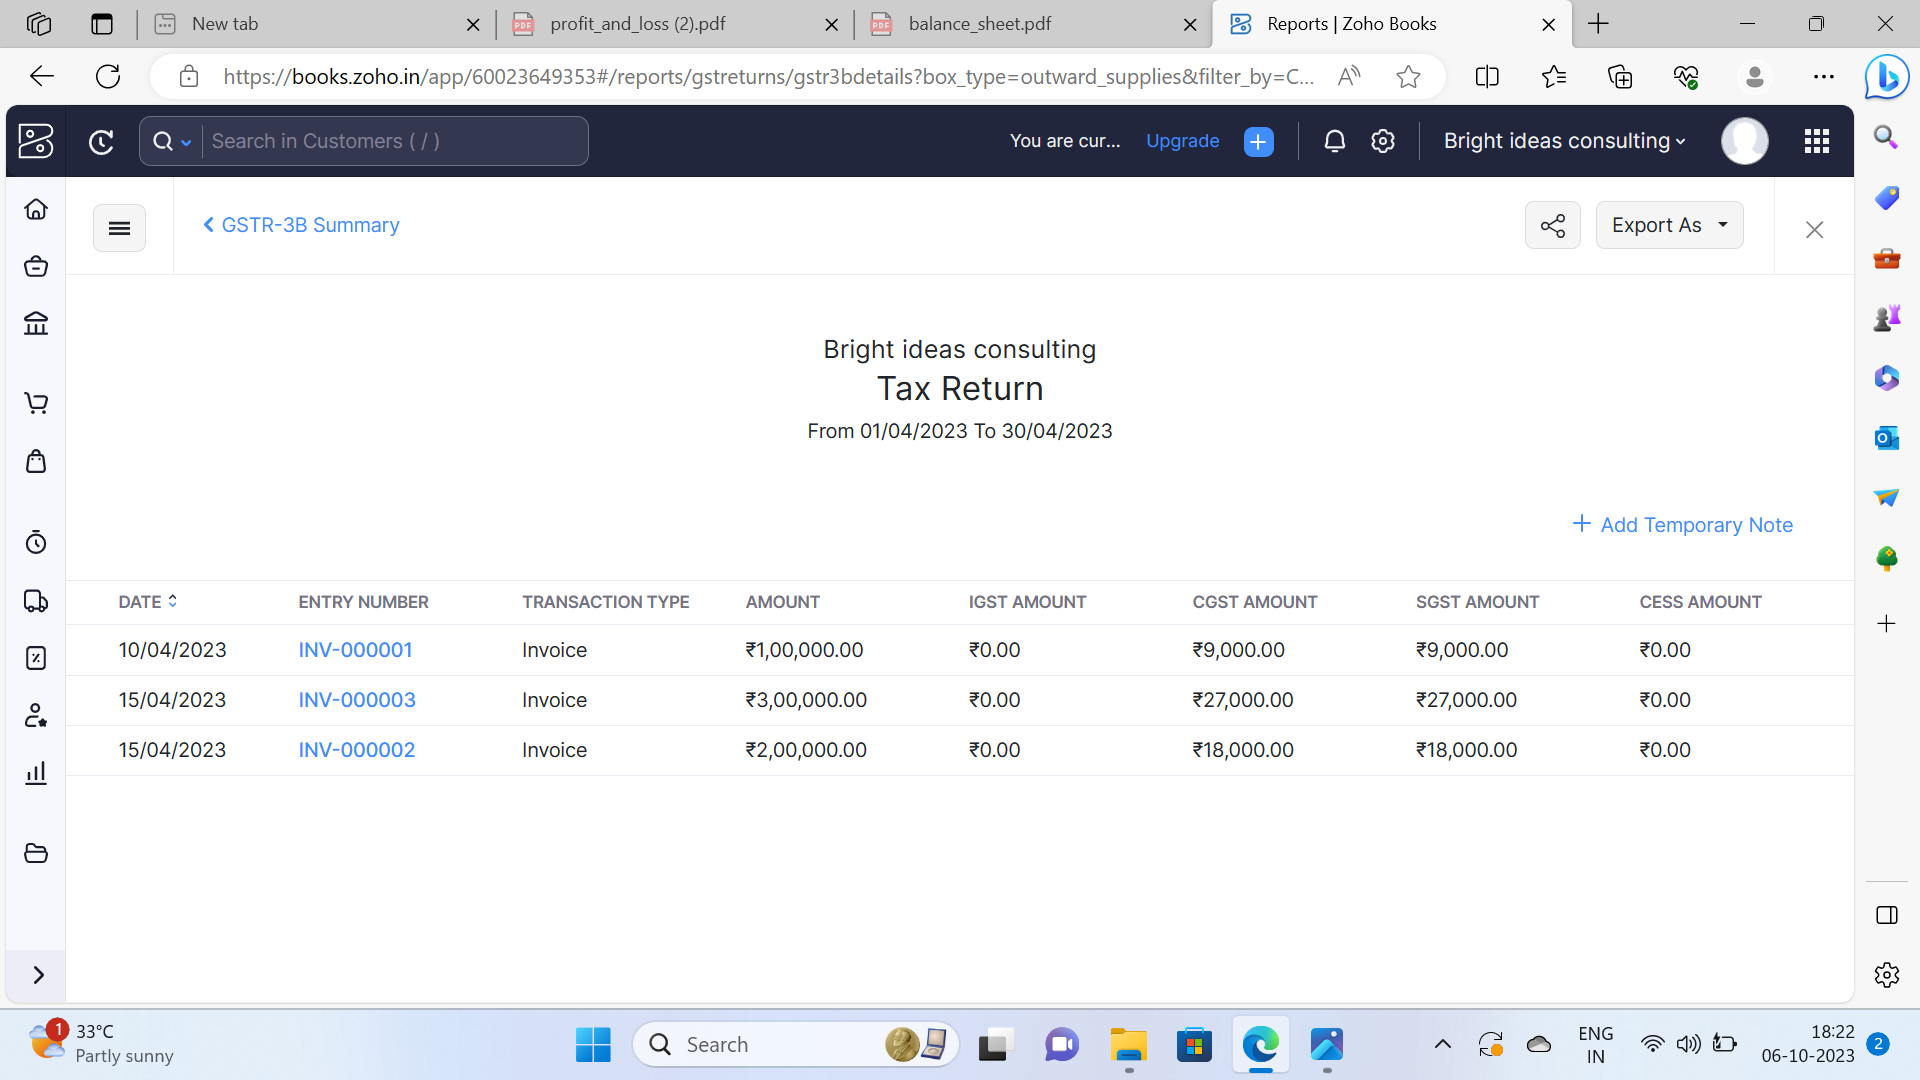 New tab
profit_and_loss (2).pdf
balance_sheet.pdf
Reports | Zoho Books
https://books.zoho.in/app/60023649353#/reports/gstreturns/gstr3bdetails?box_type=outward_supplies&filter_by=C...
Search in Customers ( / )
You are cur...
Upgrade
Bright ideas consulting
GSTR-3B Summary
Export As
Bright ideas consulting
Tax Return
From 01/04/2023 To 30/04/2023
Add Temporary Note
DATE ENTRY NUMBER TRANSACTION TYPE AMOUNT IGST AMOUNT CGST AMOUNT SGST AMOUNT CESS AMOUNT
10/04/2023 INV-000001 Invoice ₹1,00,000.00 ₹0.00 ₹9,000.00 ₹9,000.00 ₹0.00
15/04/2023 INV-000003 Invoice ₹3,00,000.00 ₹0.00 ₹27,000.00 ₹27,000.00 ₹0.00
15/04/2023 INV-000002 Invoice ₹2,00,000.00 ₹0.00 ₹18,000.00 ₹18,000.00 ₹0.00
1
33°C
Partly sunny
Search
ENG
IN
18:22
06-10-2023
2